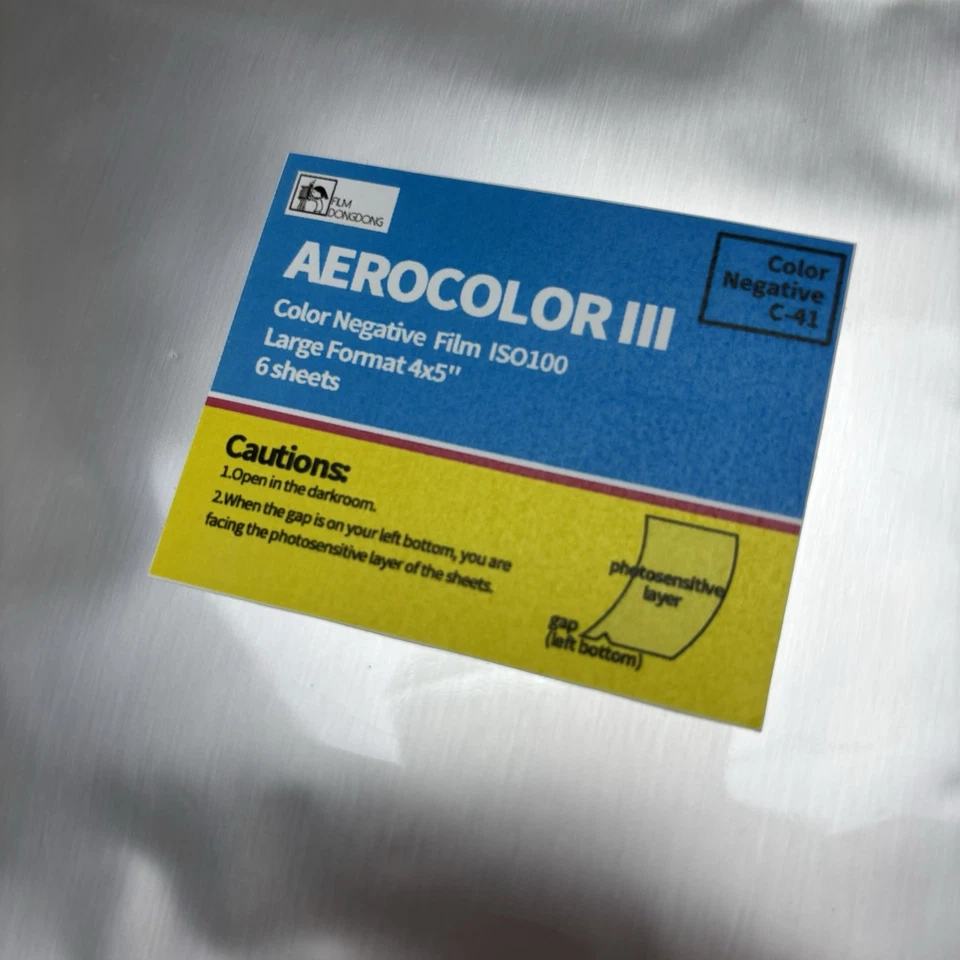 FILM
DONGDONG
AEROCOLOR III
Color Negative Film ISO100
Large Format 4x5"
6 sheets
Color
Negative
C-41
Cautions:
1.Open in the darkroom.
2.When the gap is on your left bottom, you are
facing the photosensitive layer of the sheets.
photosensitive
layer
gap
(left bottom)